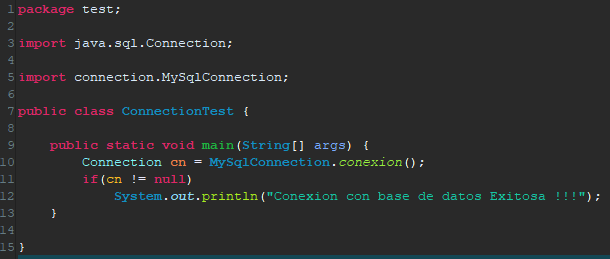 1 package test;
2
3 import java.sql.Connection;
4
5 import connection.MySqlConnection;
6
7 public class ConnectionTest {
8
9     public static void main(String[] args) {
10         Connection cn = MySqlConnection.conexion();
11         if(cn != null)
12             System.out.println("Conexion con base de datos Exitosa !!!");
13     }
14
15 }